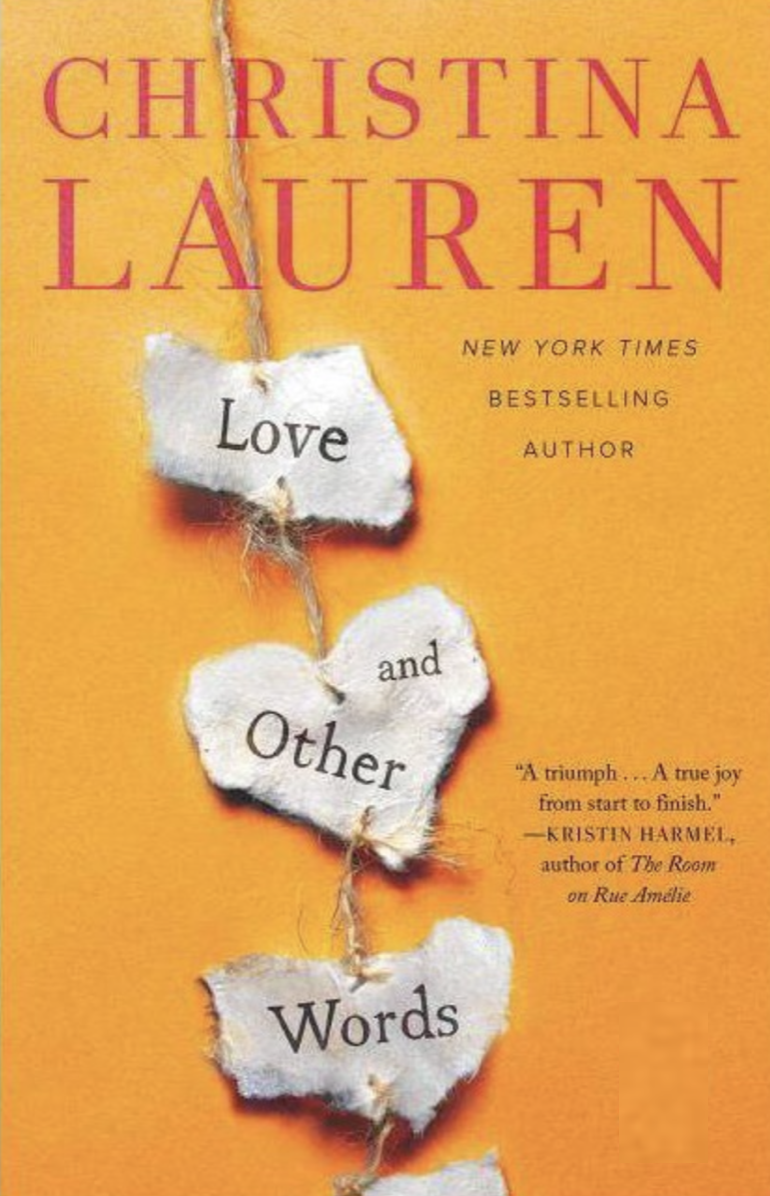 CHRISTINA
LAUREN
NEW YORK TIMES
BESTSELLING
AUTHOR
Love
and
Other
“A triumph . . . A true joy
from start to finish.”
—KRISTIN HARMEL,
author of The Room
on Rue Amélie
Words